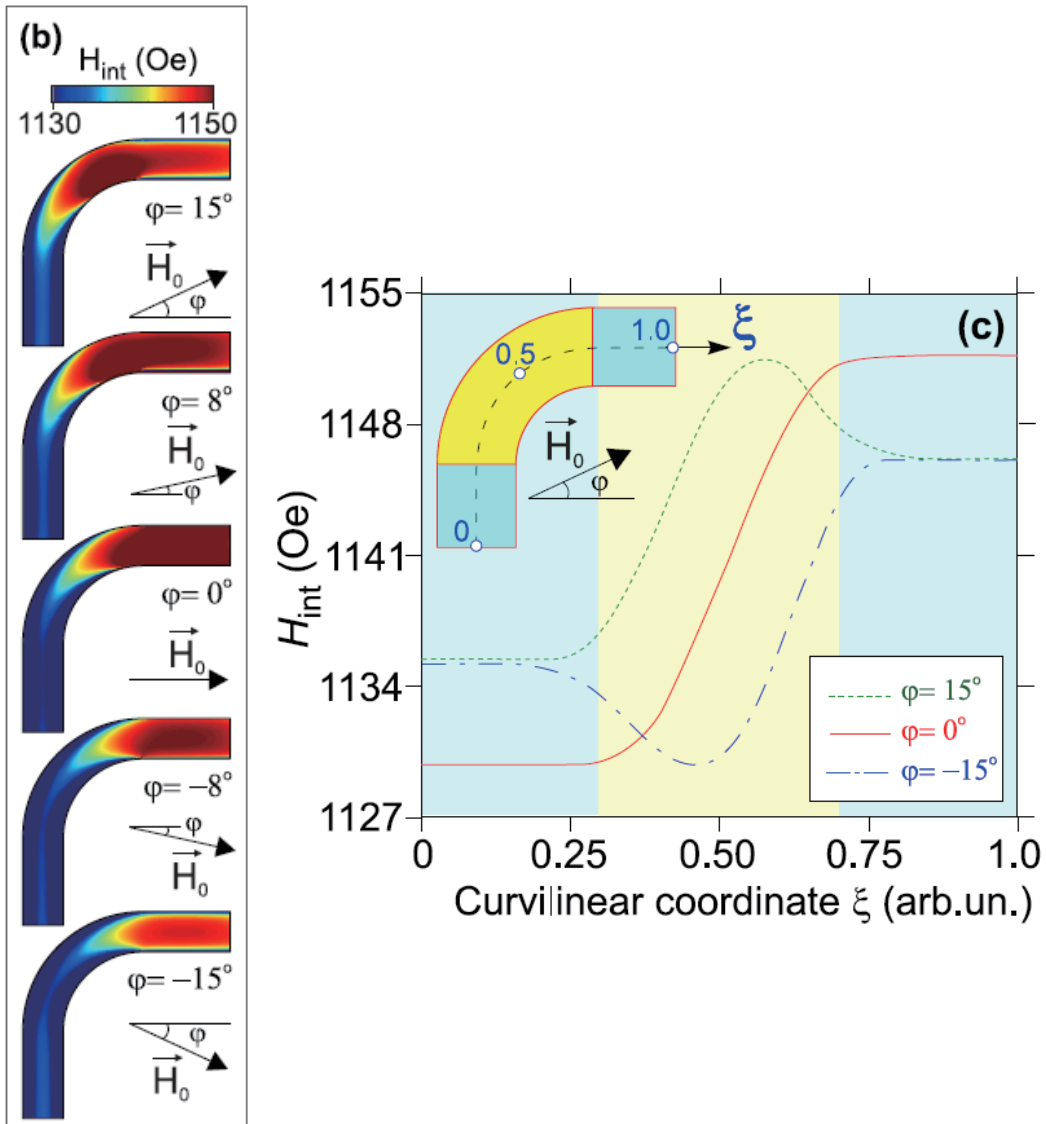 (b)
H_int (Oe)
1130 1150
φ= 15°
H₀
φ
φ= 8°
H₀
φ
φ= 0°
H₀
φ= −8°
φ
H₀
φ= −15°
φ
H₀
1155
1148
1141
1134
1127
H_int (Oe)
(c)
0.5
1.0
ξ
0
H₀
φ
φ= 15°
φ= 0°
φ= −15°
0 0.25 0.50 0.75 1.0
Curvilinear coordinate ξ (arb.un.)